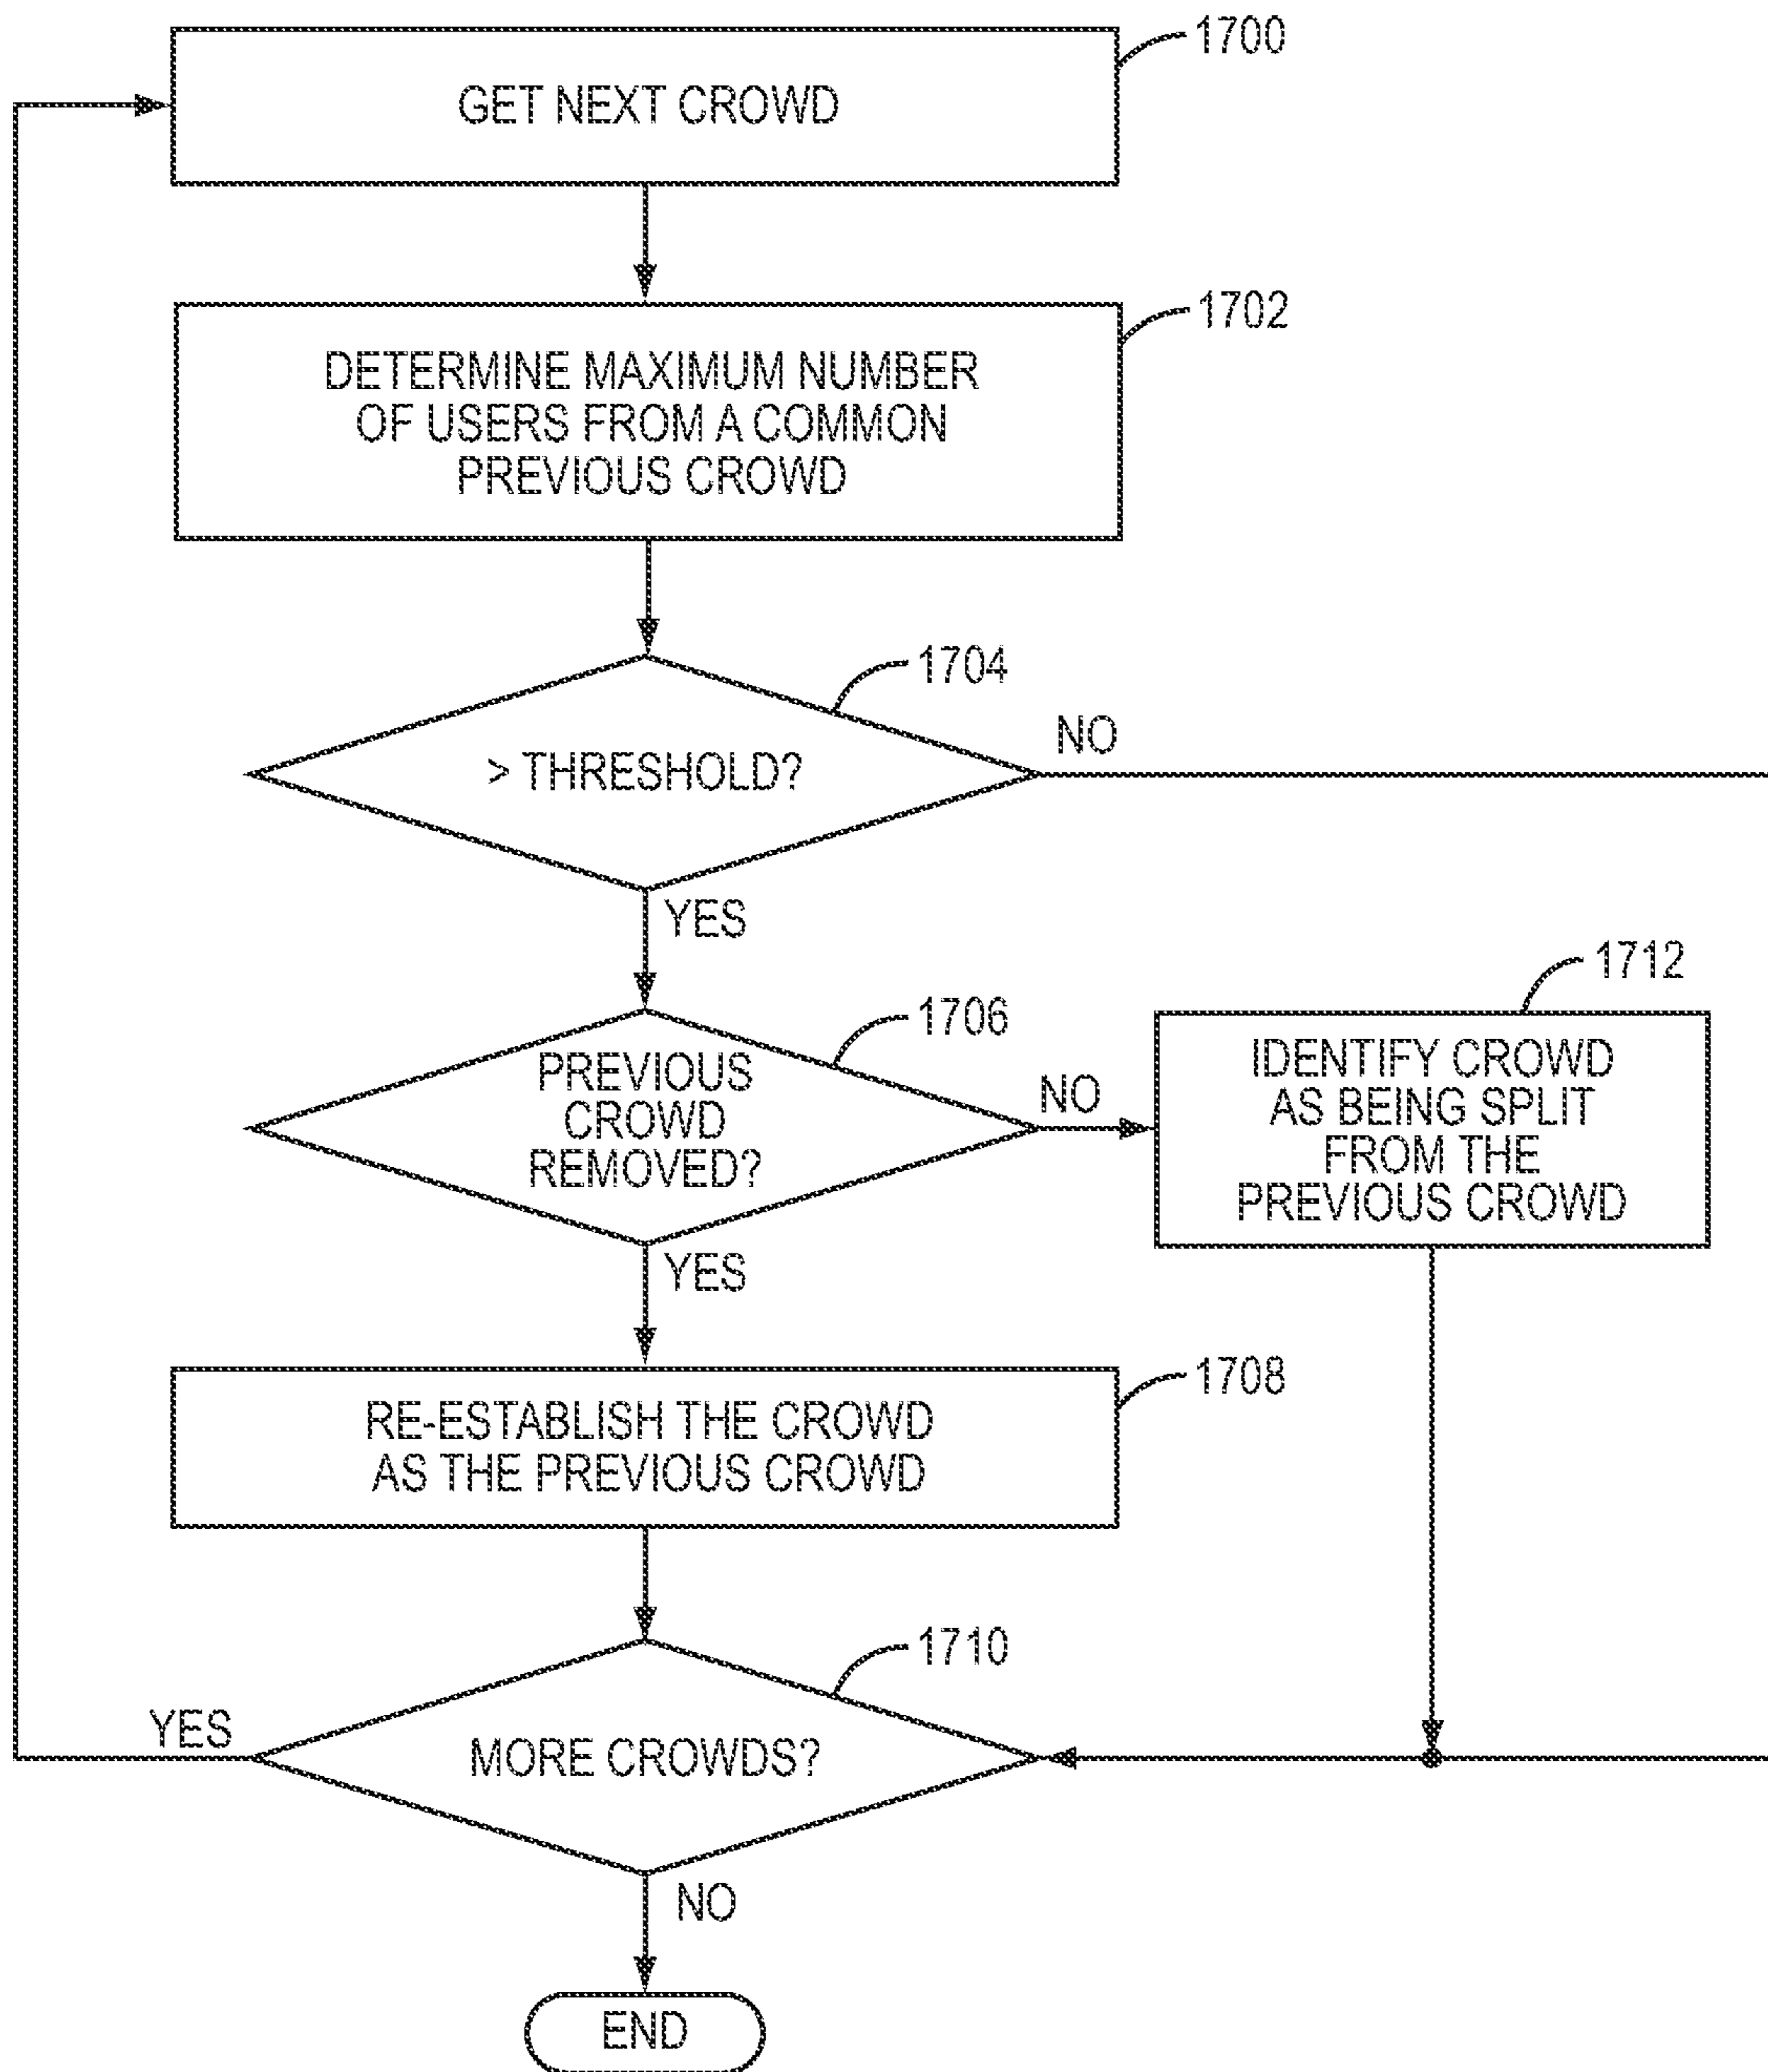 1700
GET NEXT CROWD
1702
DETERMINE MAXIMUM NUMBER
OF USERS FROM A COMMON
PREVIOUS CROWD
1704
> THRESHOLD?
NO
YES
1706
PREVIOUS
CROWD
REMOVED?
NO
1712
IDENTIFY CROWD
AS BEING SPLIT
FROM THE
PREVIOUS CROWD
YES
1708
RE-ESTABLISH THE CROWD
AS THE PREVIOUS CROWD
1710
YES
MORE CROWDS?
NO
END